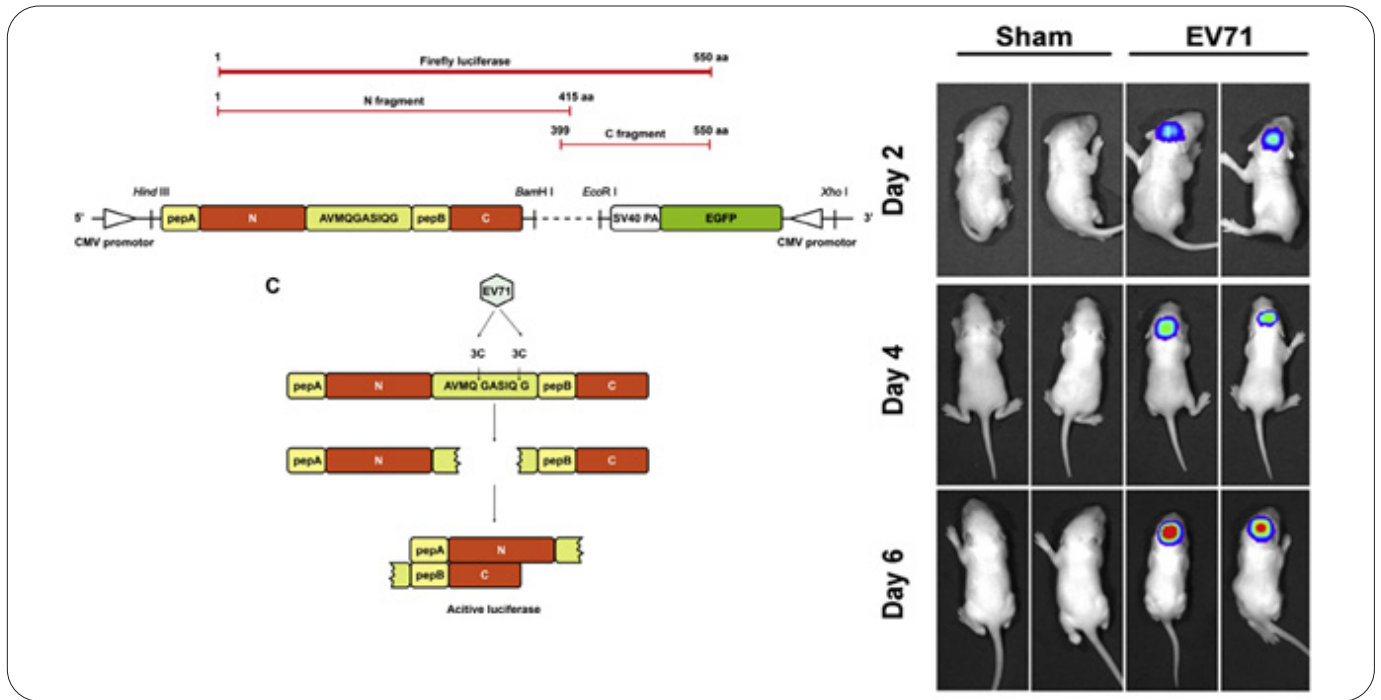 1 Firefly luciferase 550 aa
1 N fragment 415 aa
399 C fragment 550 aa
Hind III BamH I EcoR I Xho I
5' pepA N AVMQGASIQG pepB C SV40 PA EGFP 3'
CMV promotor CMV promotor
C
EV71
3C 3C
pepA N AVMQ GASIQ G pepB C
pepA N pepB C
pepA N
pepB C
Acitive luciferase
Sham EV71
Day 2
Day 4
Day 6